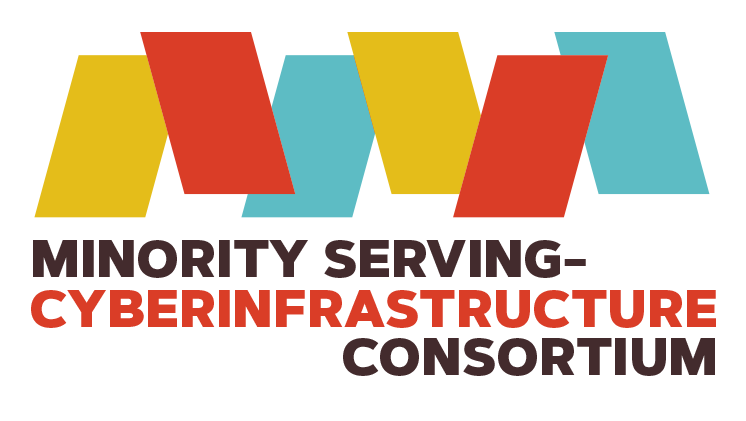 MINORITY SERVING–
CYBERINFRASTRUCTURE
CONSORTIUM